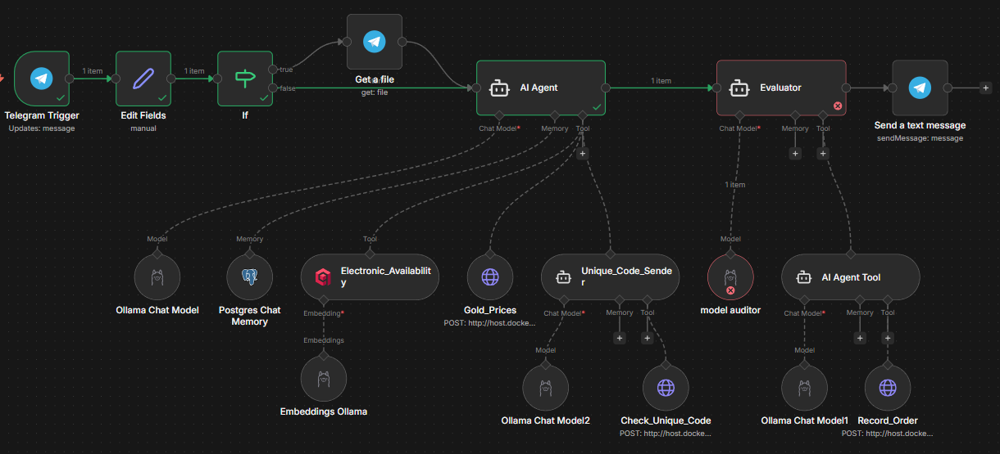 Telegram Trigger
Updates: message
1 item
Edit Fields
manual
1 item
If
true
false
Get a file
get: file
AI Agent
Chat Model*
Memory
Tool
+
1 item
Evaluator
Chat Model*
Memory
Tool
+
+
Send a text message
sendMessage: message
+
1 item
Model
Ollama Chat Model
Memory
Postgres Chat
Memory
Tool
Electronic_Availabilit
y
Embedding*
Embeddings
Embeddings Ollama
Gold_Prices
POST: http://host.docke...
Unique_Code_Sende
r
Chat Model*
Memory
Tool
+
+
Model
Ollama Chat Model2
Check_Unique_Code
POST: http://host.docke...
Model
model auditor
AI Agent Tool
Chat Model*
Memory
Tool
+
+
Model
Ollama Chat Model1
Record_Order
POST: http://host.docke...